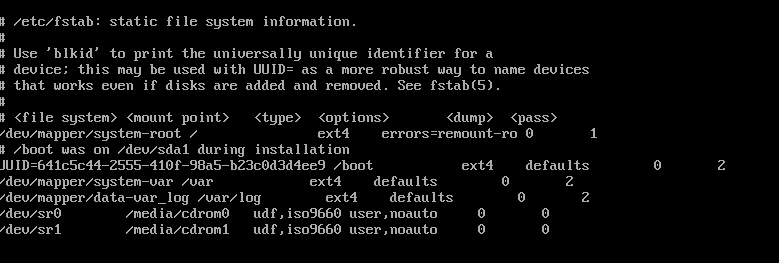 # /etc/fstab: static file system information.
#
# Use 'blkid' to print the universally unique identifier for a
# device; this may be used with UUID= as a more robust way to name devices
# that works even if disks are added and removed. See fstab(5).
#
# <file system> <mount point>   <type>  <options>       <dump>  <pass>
/dev/mapper/system-root /               ext4    errors=remount-ro 0       1
# /boot was on /dev/sda1 during installation
UUID=641c5c44-2555-410f-98a5-b23c0d3d4ee9 /boot           ext4    defaults        0       2
/dev/mapper/system-var /var            ext4    defaults        0       2
/dev/mapper/data-var_log /var/log        ext4    defaults        0       2
/dev/sr0        /media/cdrom0   udf,iso9660 user,noauto     0       0
/dev/sr1        /media/cdrom1   udf,iso9660 user,noauto     0       0